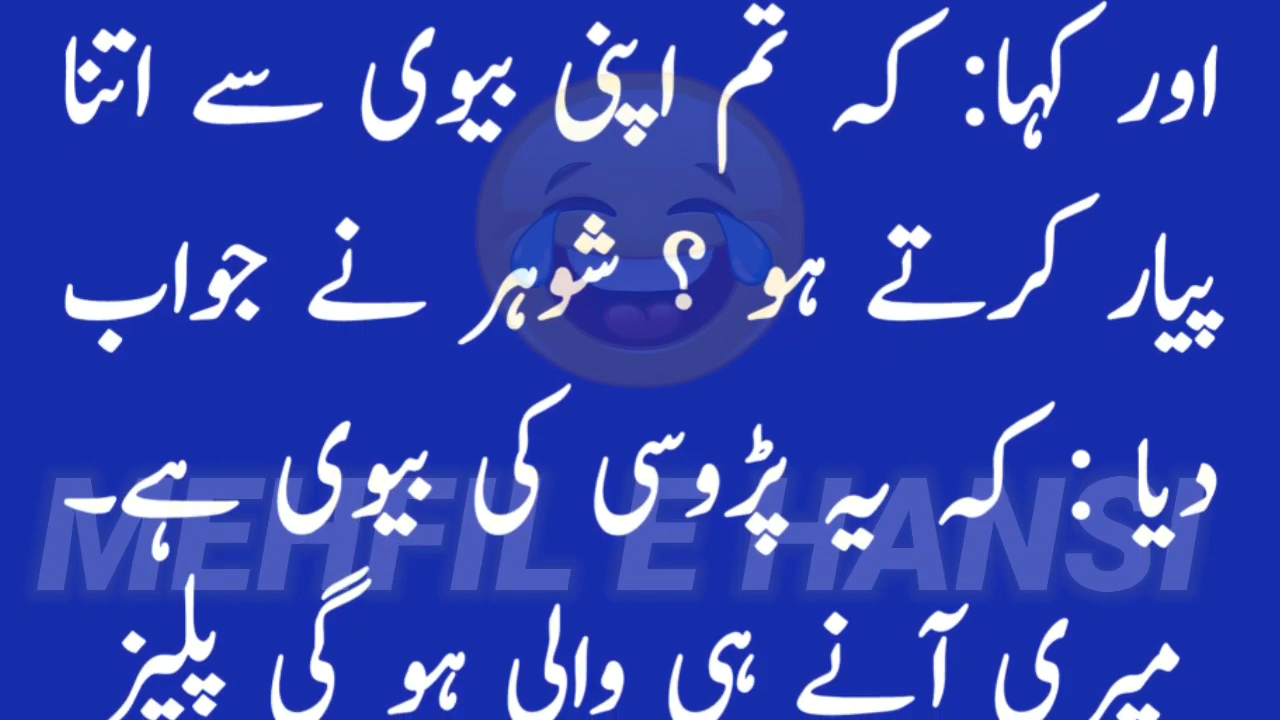 اور کہا: کہ تم اپنی بیوی سے اتنا
پیار کرتے ہو ؟ شوہر نے جواب
دیا : کہ یہ پڑوسی کی بیوی ہے۔
MEHFIL E HANSI
میری آنے ہی والی ہو گی پلیز